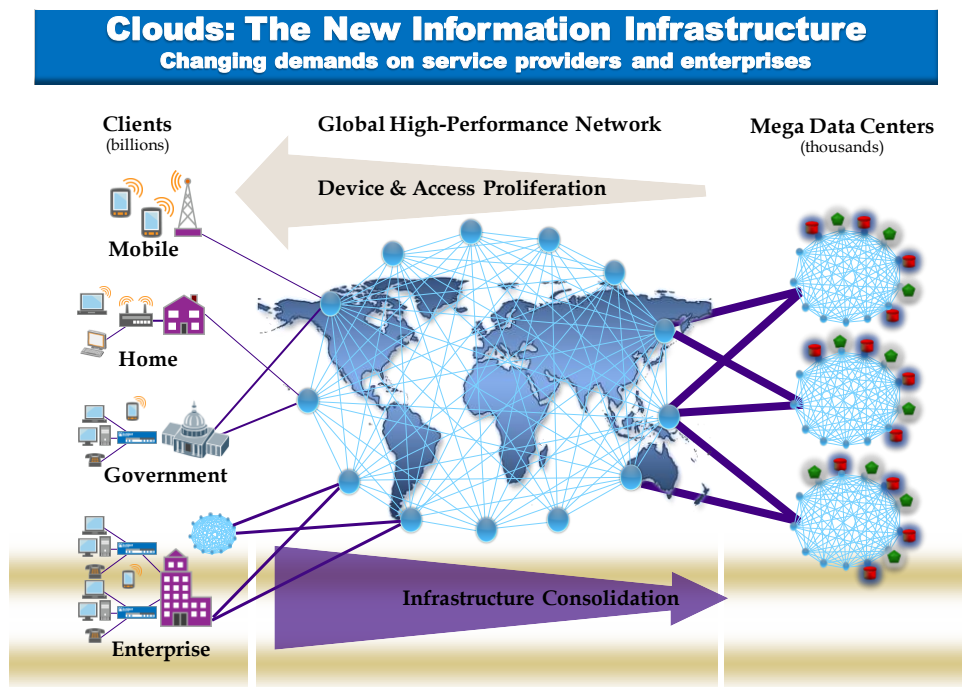 Clouds: The New Information Infrastructure
Changing demands on service providers and enterprises
Clients
(billions)
Global High-Performance Network
Mega Data Centers
(thousands)
Device & Access Proliferation
Mobile
Home
Government
Infrastructure Consolidation
Enterprise